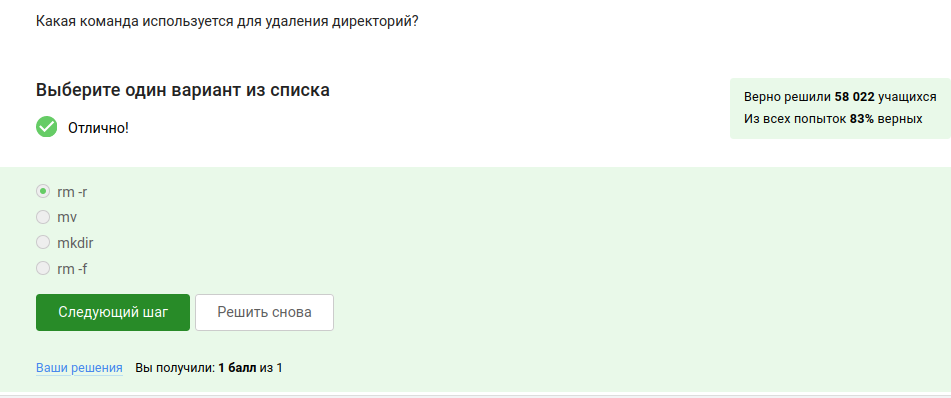 Какая команда используется для удаления директорий?
Выберите один вариант из списка
Отлично!
Верно решили 58 022 учащихся
Из всех попыток 83% верных
rm -r
mv
mkdir
rm -f
Следующий шаг
Решить снова
Ваши решения Вы получили: 1 балл из 1